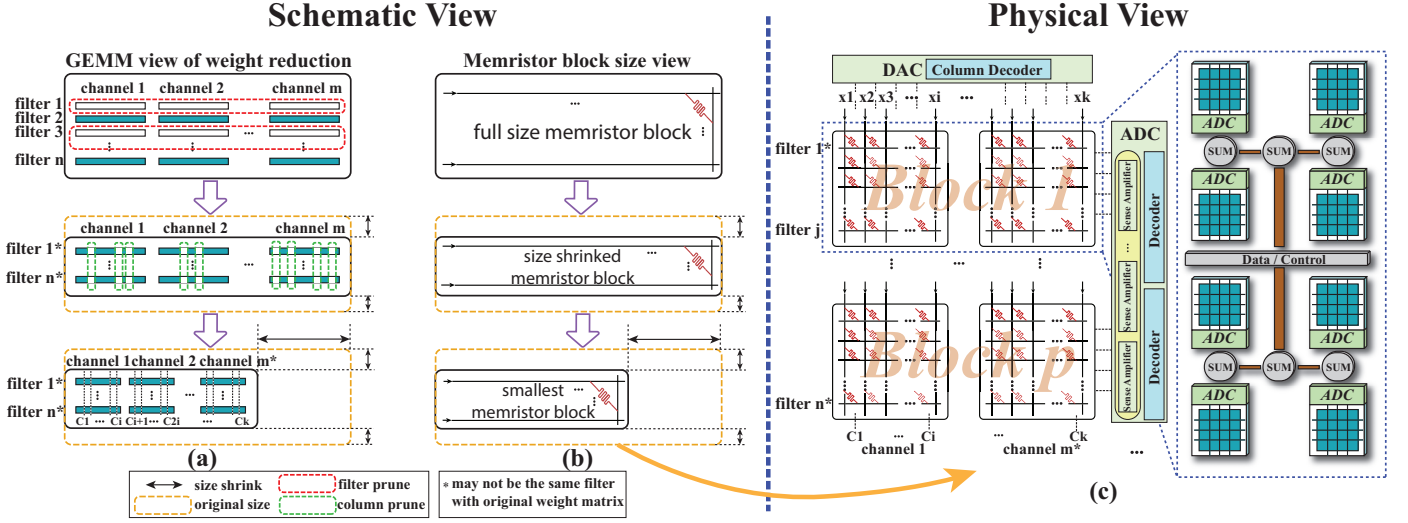 Schematic View
Physical View
GEMM view of weight reduction
channel 1 channel 2 channel m
filter 1
filter 2
filter 3
...
filter n
channel 1 channel 2 channel m
filter 1*
...
filter n*
channel 1 channel 2 channel m*
filter 1*
...
filter n*
C1 ... Ci Ci+1... C2i ... Ck
(a)
Memristor block size view
...
full size memristor block
size shrinked
memristor block
smallest
memristor block
(b)
size shrink
filter prune
original size
column prune
* may not be the same filter
with original weight matrix
DAC Column Decoder
x1 x2 x3 ... xi ... xk
filter 1*
Block 1
filter j
Block p
filter n*
C1 ... Ci ... Ck
channel 1 channel m*
ADC
Sense Amplifier
Decoder
...
Sense Amplifier
Sense Amplifier
Decoder
...
ADC ADC
SUM SUM SUM
ADC ADC
Data / Control
ADC ADC
SUM SUM SUM
ADC ADC
(c)